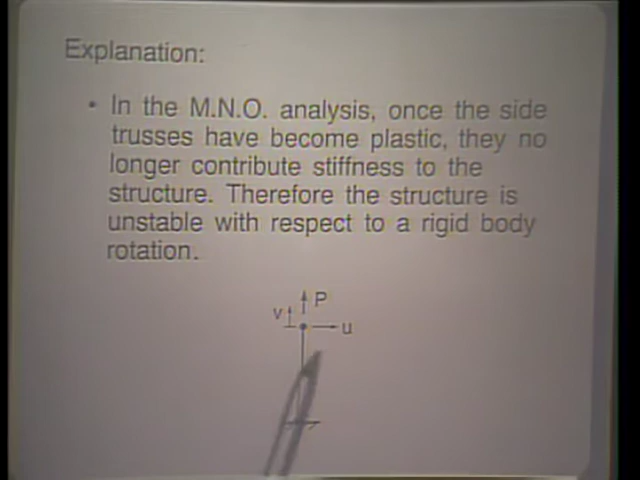 Explanation:
• In the M.N.O. analysis, once the side
trusses have become plastic, they no
longer contribute stiffness to the
structure. Therefore the structure is
unstable with respect to a rigid body
rotation.
P
v
u